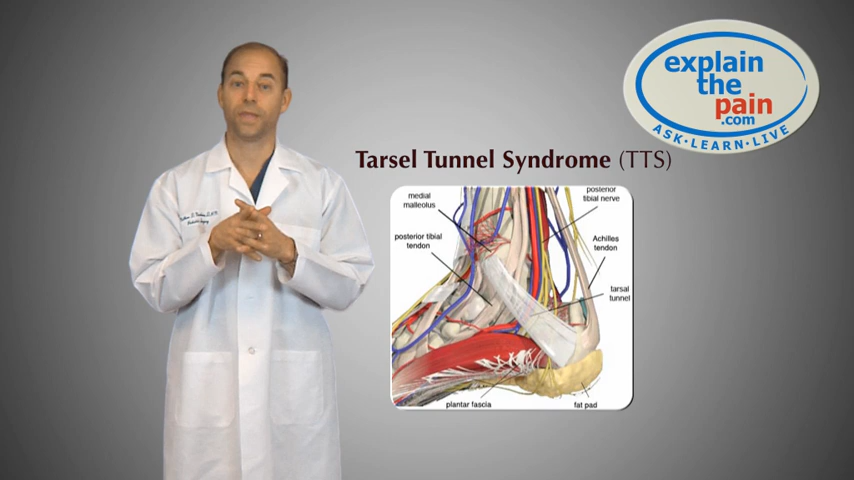 explain
the
pain
.com
ASK•LEARN•LIVE
Tarsel Tunnel Syndrome (TTS)
medial
malleolus
posterior
tibial nerve
posterior tibial
tendon
Achilles
tendon
tarsal
tunnel
plantar fascia
fat pad